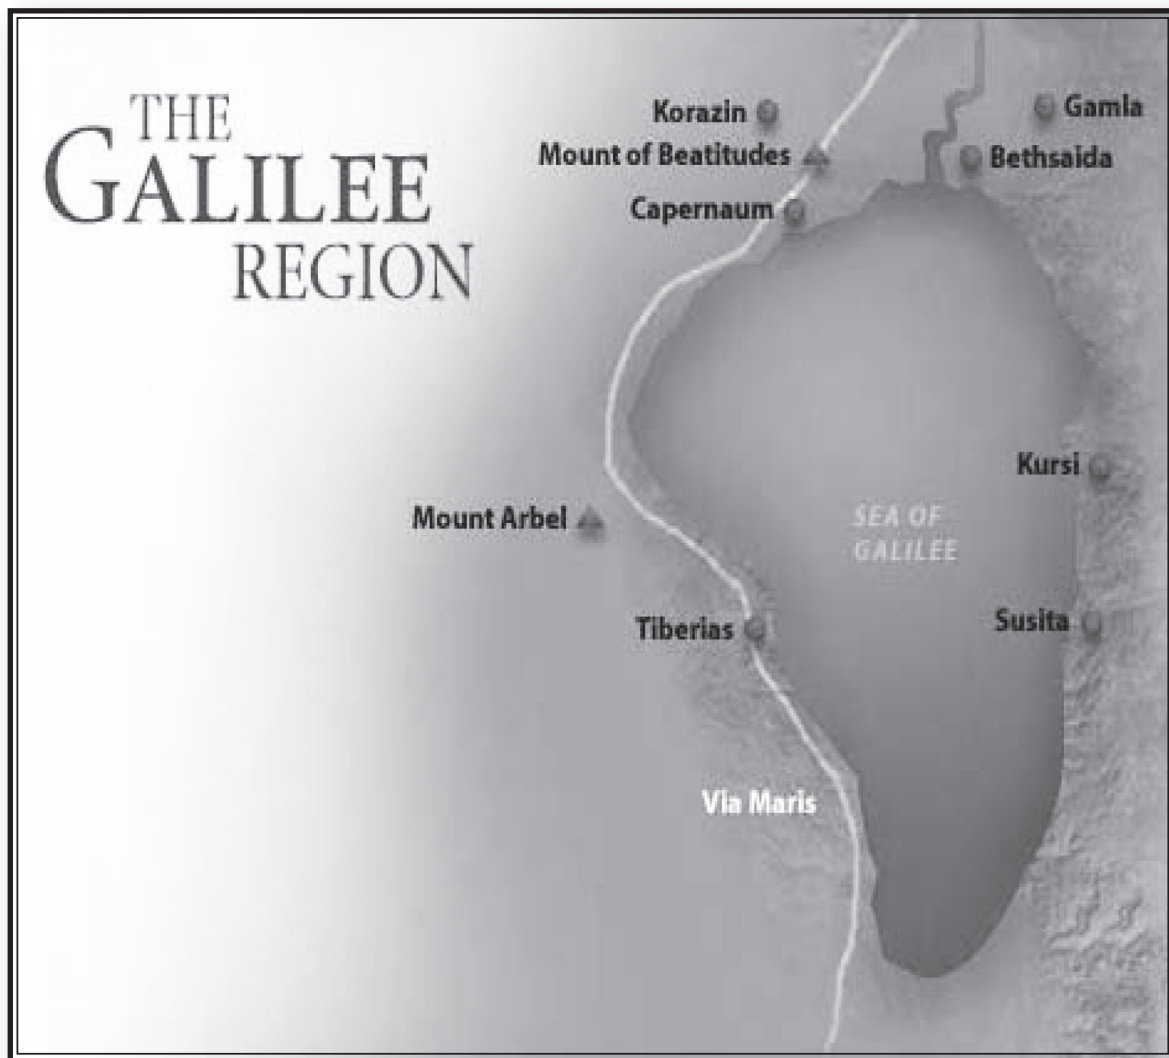 THE
GALILEE
REGION
Korazin
Gamla
Mount of Beatitudes
Bethsaida
Capernaum
Kursi
Mount Arbel
SEA OF
GALILEE
Susita
Tiberias
Via Maris